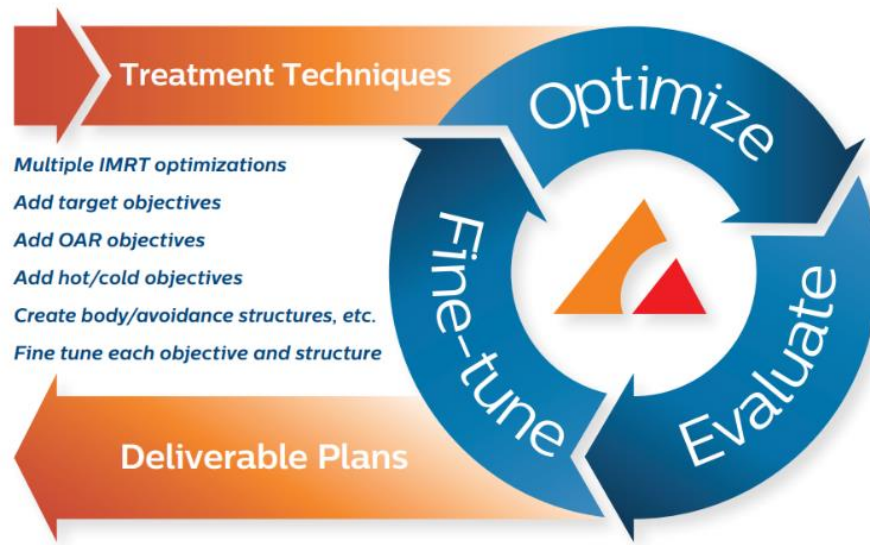 Treatment Techniques
Optimize
Multiple IMRT optimizations
Add target objectives
Add OAR objectives
Add hot/cold objectives
Create body/avoidance structures, etc.
Fine tune each objective and structure
Fine-tune
Evaluate
Deliverable Plans